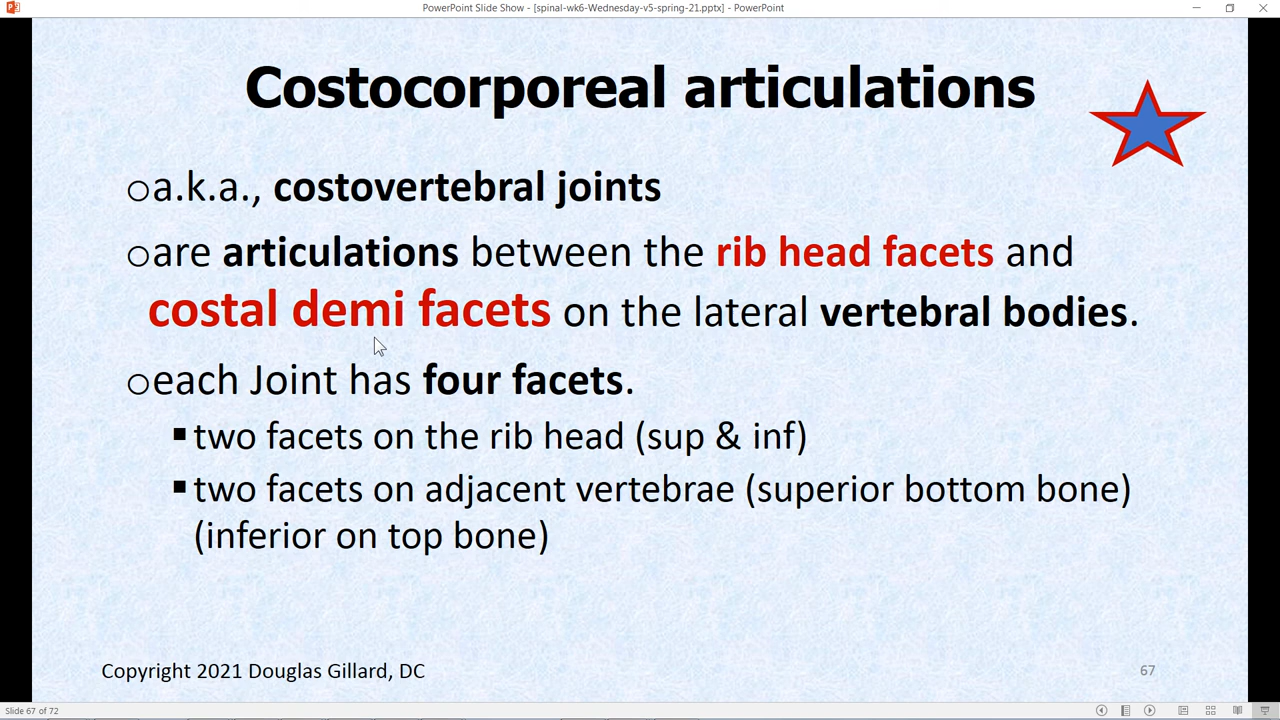 PowerPoint Slide Show - [spinal-wk6-Wednesday-v5-spring-21.pptx] - PowerPoint
Costocorporeal articulations
a.k.a., costovertebral joints
are articulations between the rib head facets and
costal demi facets on the lateral vertebral bodies.
each Joint has four facets.
two facets on the rib head (sup & inf)
two facets on adjacent vertebrae (superior bottom bone)
(inferior on top bone)
Copyright 2021 Douglas Gillard, DC
67
Slide 67 of 72